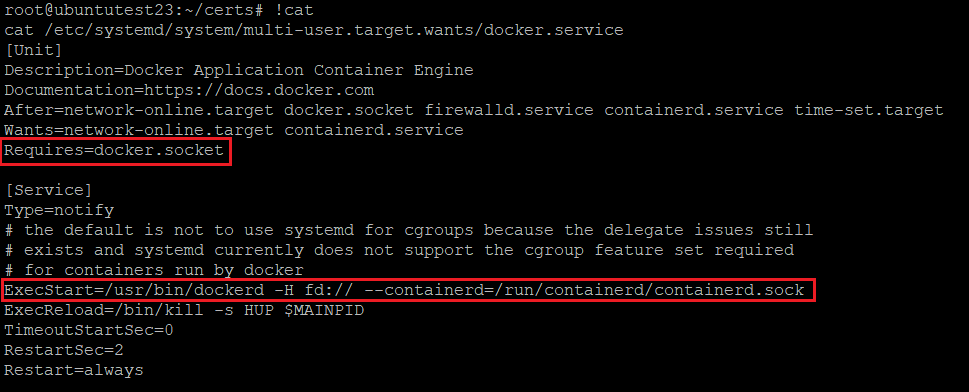 root@ubuntutest23:~/certs# !cat
cat /etc/systemd/system/multi-user.target.wants/docker.service
[Unit]
Description=Docker Application Container Engine
Documentation=https://docs.docker.com
After=network-online.target docker.socket firewalld.service containerd.service time-set.target
Wants=network-online.target containerd.service
Requires=docker.socket
[Service]
Type=notify
# the default is not to use systemd for cgroups because the delegate issues still
# exists and systemd currently does not support the cgroup feature set required
# for containers run by docker
ExecStart=/usr/bin/dockerd -H fd:// --containerd=/run/containerd/containerd.sock
ExecReload=/bin/kill -s HUP $MAINPID
TimeoutStartSec=0
RestartSec=2
Restart=always